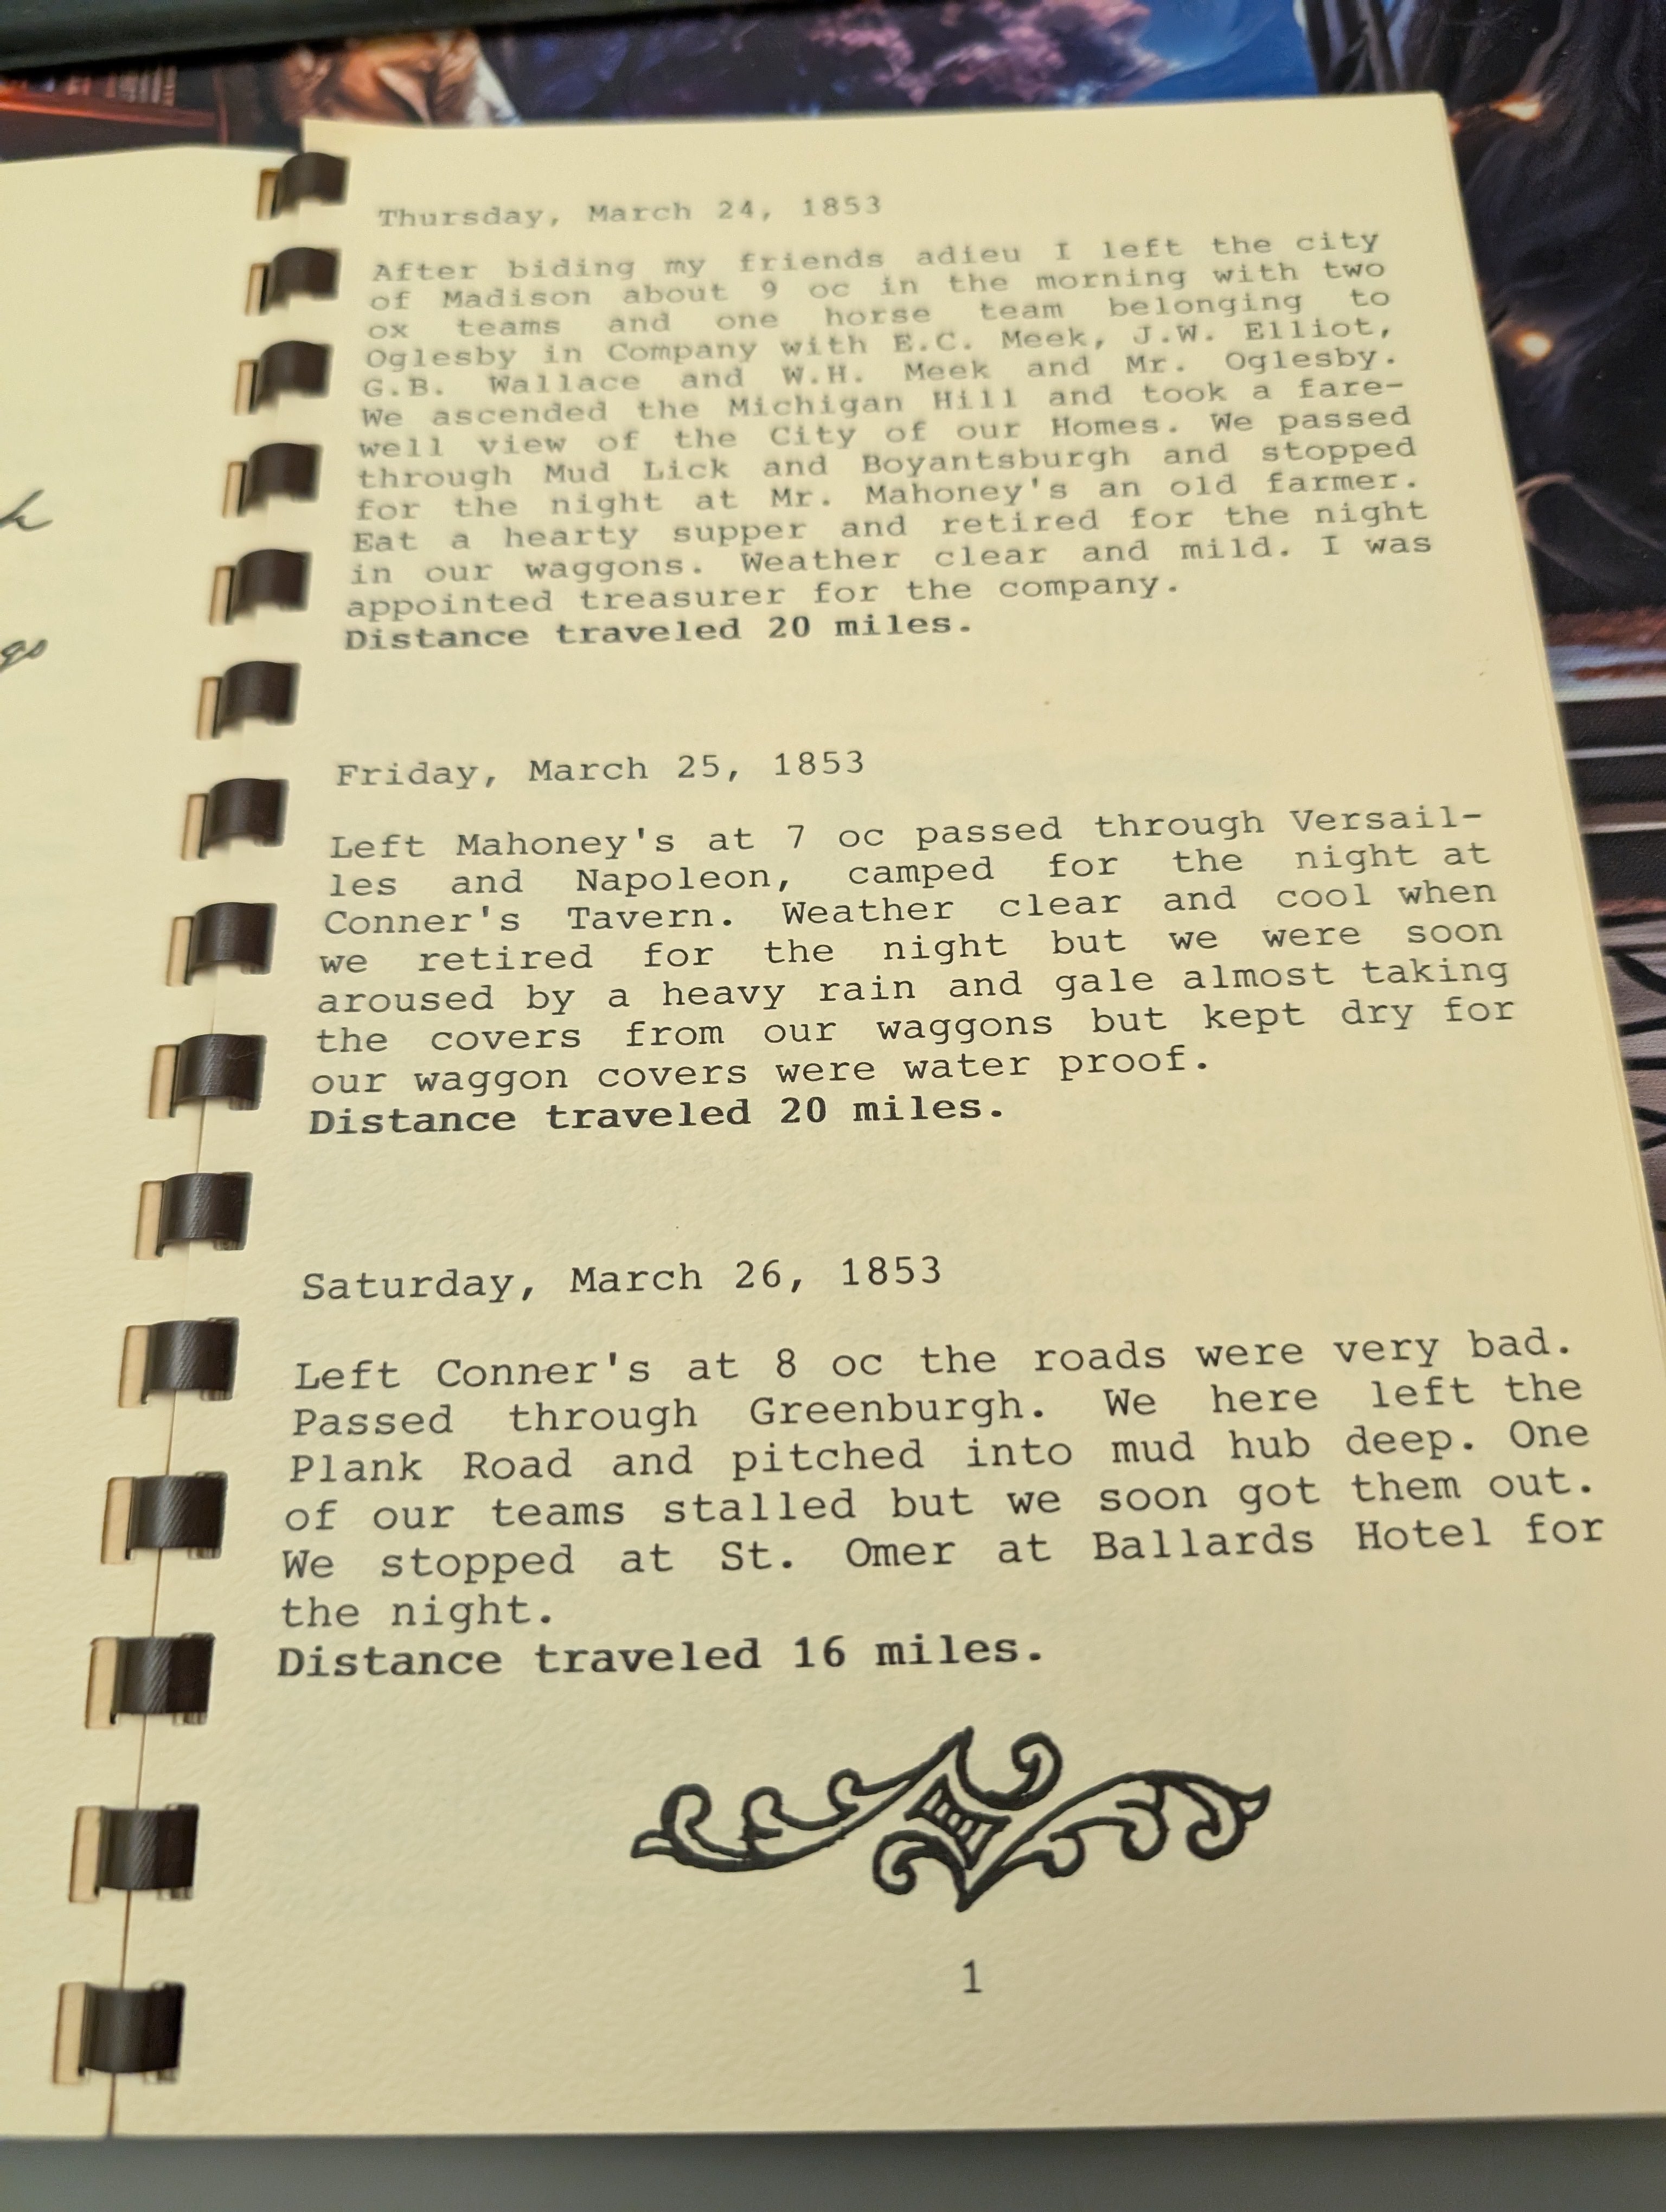 Thursday, March 24, 1853
After biding my friends adieu I left the city
of Madison about 9 oc in the morning with two
ox teams and one horse team belonging to
Oglesby in Company with E.C. Meek, J.W. Elliot,
G.B. Wallace and W.H. Meek and Mr. Oglesby.
We ascended the Michigan Hill and took a fare-
well view of the City of our Homes. We passed
through Mud Lick and Boyantsburgh and stopped
for the night at Mr. Mahoney's an old farmer.
Eat a hearty supper and retired for the night
in our waggons. Weather clear and mild. I was
appointed treasurer for the company.
Distance traveled 20 miles.
Friday, March 25, 1853
Left Mahoney's at 7 oc passed through Versail-
les and Napoleon, camped for the night at
Conner's Tavern. Weather clear and cool when
we retired for the night but we were soon
aroused by a heavy rain and gale almost taking
the covers from our waggons but kept dry for
our waggon covers were water proof.
Distance traveled 20 miles.
Saturday, March 26, 1853
Left Conner's at 8 oc the roads were very bad.
Passed through Greenburgh. We here left the
Plank Road and pitched into mud hub deep. One
of our teams stalled but we soon got them out.
We stopped at St. Omer at Ballards Hotel for
the night.
Distance traveled 16 miles.
1